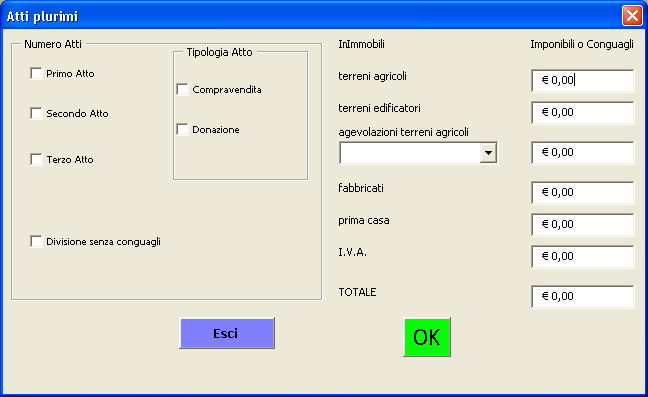 Atti plurimi
Numero Atti
Primo Atto
Secondo Atto
Terzo Atto
Divisione senza conguagli
Tipologia Atto
Compravendita
Donazione
InImmobili
Imponibili o Conguagli
terreni agricoli
€ 0,00
terreni edificatori
€ 0,00
agevolazioni terreni agricoli
€ 0,00
fabbricati
€ 0,00
prima casa
€ 0,00
I.V.A.
€ 0,00
TOTALE
€ 0,00
Esci
OK